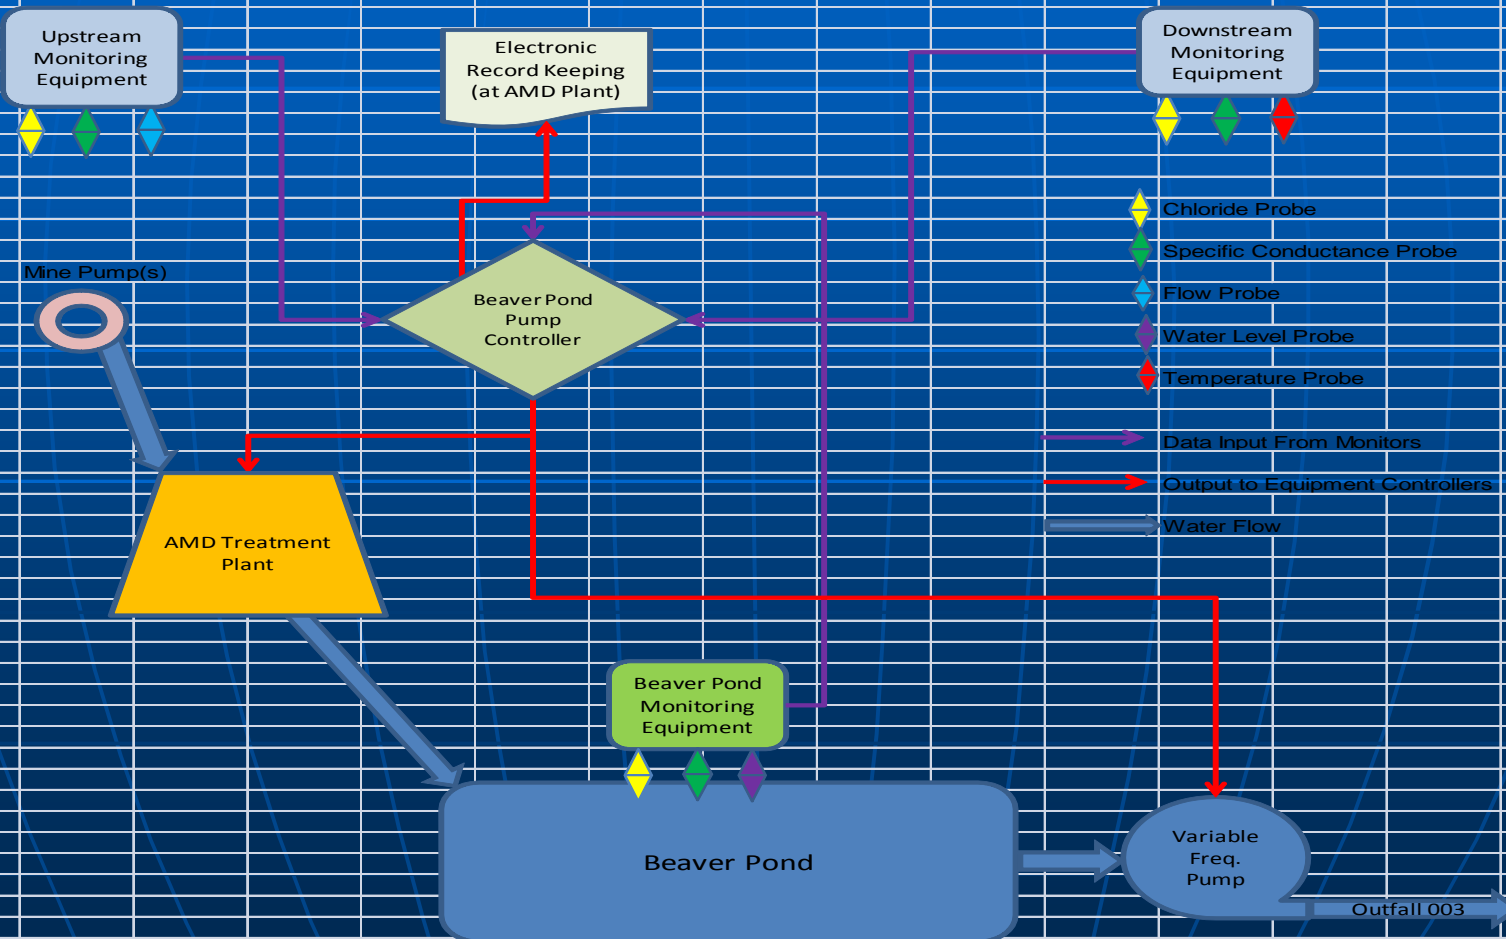 Upstream
Monitoring
Equipment
Electronic
Record Keeping
(at AMD Plant)
Downstream
Monitoring
Equipment
Chloride Probe
Specific Conductance Probe
Flow Probe
Water Level Probe
Temperature Probe
Data Input From Monitors
Output to Equipment Controllers
Water Flow
Mine Pump(s)
Beaver Pond
Pump
Controller
AMD Treatment
Plant
Beaver Pond
Monitoring
Equipment
Beaver Pond
Variable
Freq.
Pump
Outfall 003